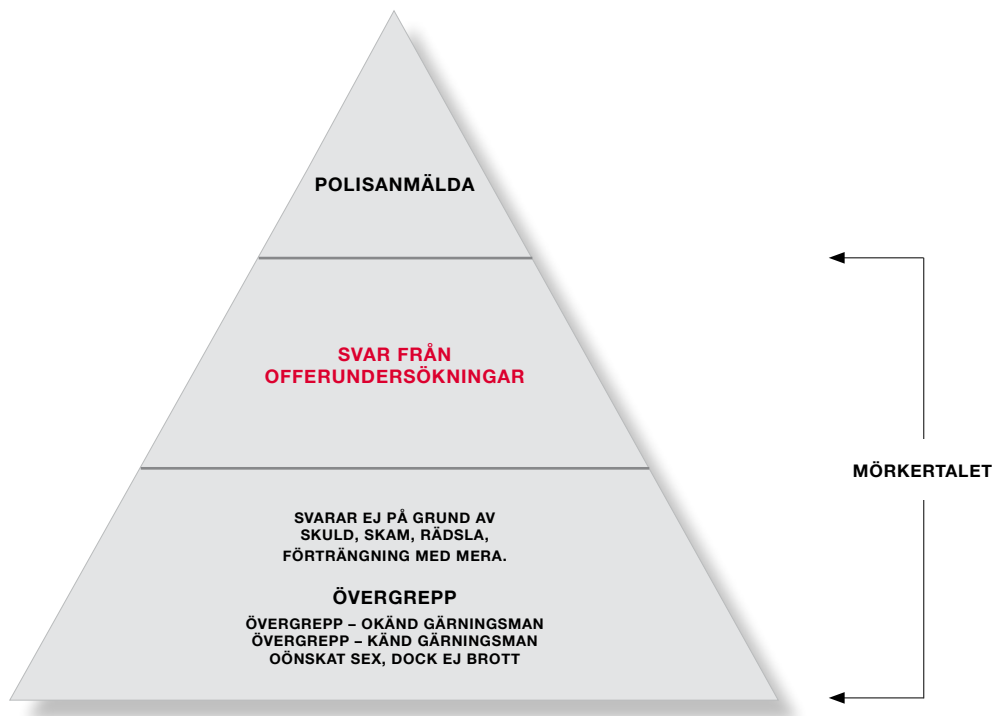 POLISANMÄLDA
SVAR FRÅN
OFFERUNDERSÖKNINGAR
MÖRKERTALET
SVARAR EJ PÅ GRUND AV
SKULD, SKAM, RÄDSLA,
FÖRTRÄNGNING MED MERA.
ÖVERGREPP
ÖVERGREPP – OKÄND GÄRNINGSMAN
ÖVERGREPP – KÄND GÄRNINGSMAN
OÖNSKAT SEX, DOCK EJ BROTT